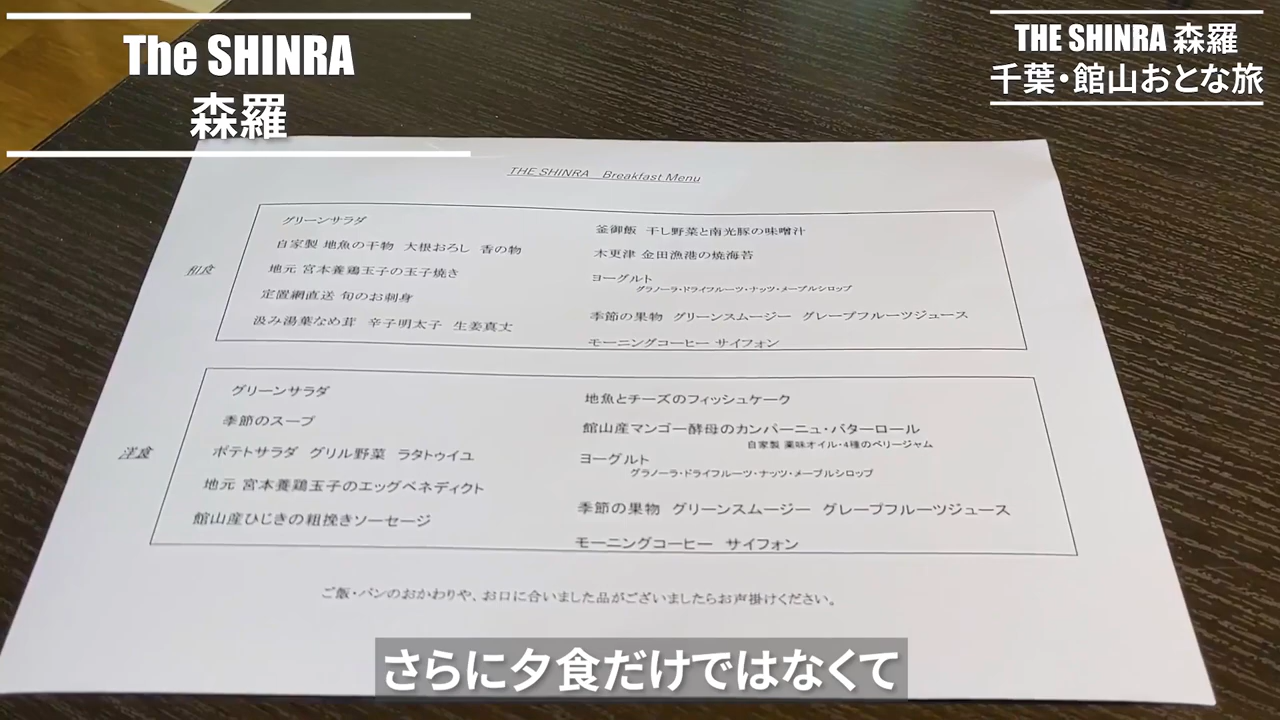 The SHINRA
森羅
THE SHINRA 森羅
千葉・館山おとな旅
THE SHINRA Breakfast Menu
和食
グリーンサラダ
自家製 地魚の干物 大根おろし 香の物
地元 宮本養鶏玉子の玉子焼き
定置網直送 旬のお刺身
汲み湯葉なめ茸 辛子明太子 生姜真丈
釜御飯 干し野菜と南光豚の味噌汁
木更津 金田漁港の焼海苔
ヨーグルト
グラノーラ・ドライフルーツ・ナッツ・メープルシロップ
季節の果物 グリーンスムージー グレープフルーツジュース
モーニングコーヒー サイフォン
洋食
グリーンサラダ
季節のスープ
ポテトサラダ グリル野菜 ラタトゥイユ
地元 宮本養鶏玉子のエッグベネディクト
館山産ひじきの粗挽きソーセージ
地魚とチーズのフィッシュケーク
館山産マンゴー酵母のカンパーニュ・バターロール
自家製 薬味オイル・4種のベリージャム
ヨーグルト
グラノーラ・ドライフルーツ・ナッツ・メープルシロップ
季節の果物 グリーンスムージー グレープフルーツジュース
モーニングコーヒー サイフォン
ご飯・パンのおかわりや、お口に合いました品がございましたらお声掛けください。
さらに夕食だけではなくて